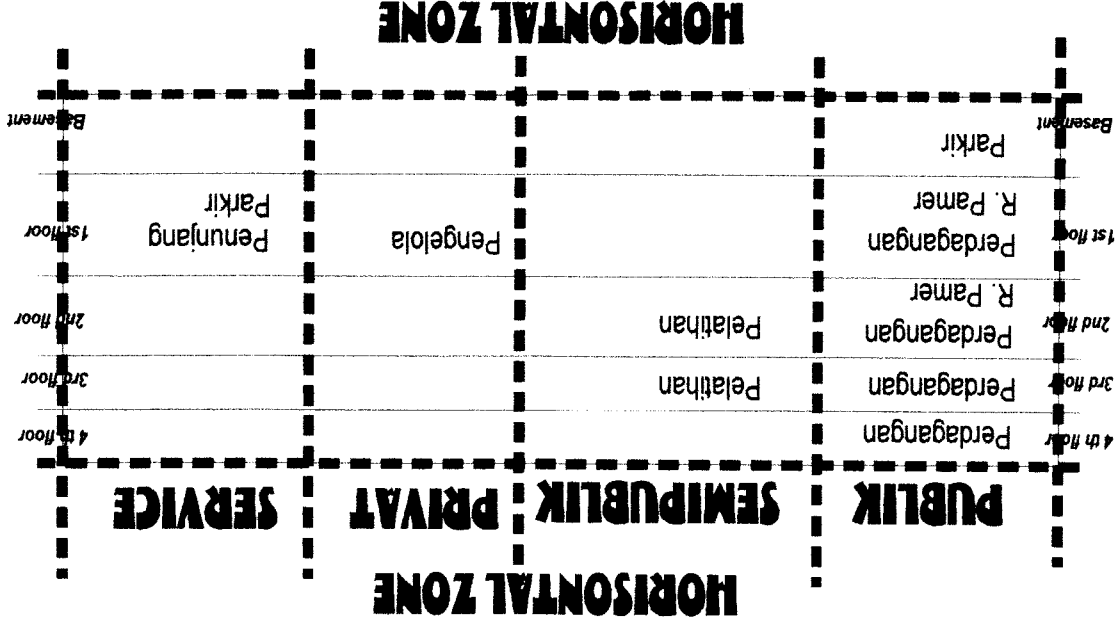 HORISONTAL ZONE
PUBLIK SEMIPUBLIK PRIVAT SERVICE
4 th floor Perdagangan 4 th floor
3rd floor Perdagangan Pelatihan 3rd floor
2nd floor Perdagangan Pelatihan 2nd floor
R. Pamer
1st floor Perdagangan Pengelola Penunjang 1st floor
R. Pamer Parkir
Basement Parkir Basement
HORISONTAL ZONE